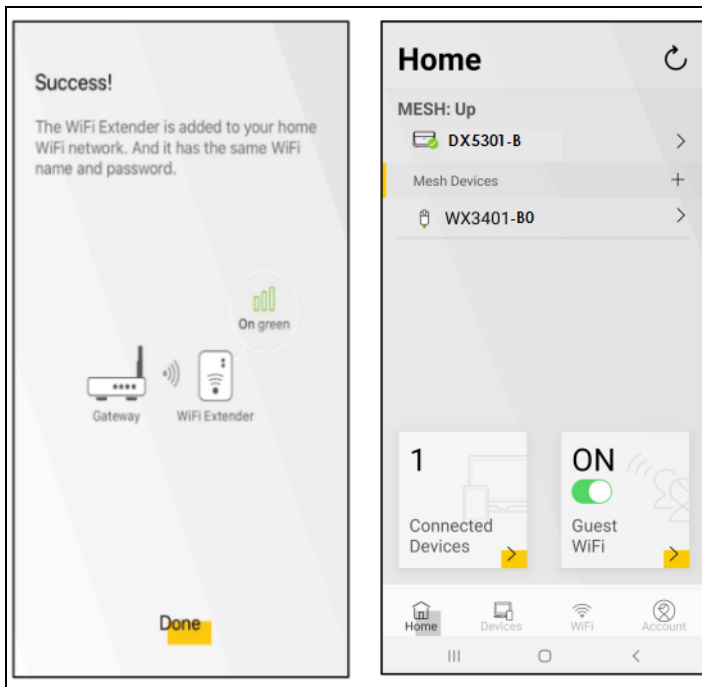 Success!
The WiFi Extender is added to your home
WiFi network. And it has the same WiFi
name and password.
On green
Gateway
WiFi Extender
Done
Home
MESH: Up
DX5301-B
Mesh Devices
WX3401-B0
1
Connected
Devices
ON
Guest
WiFi
Home
Devices
WiFi
Account